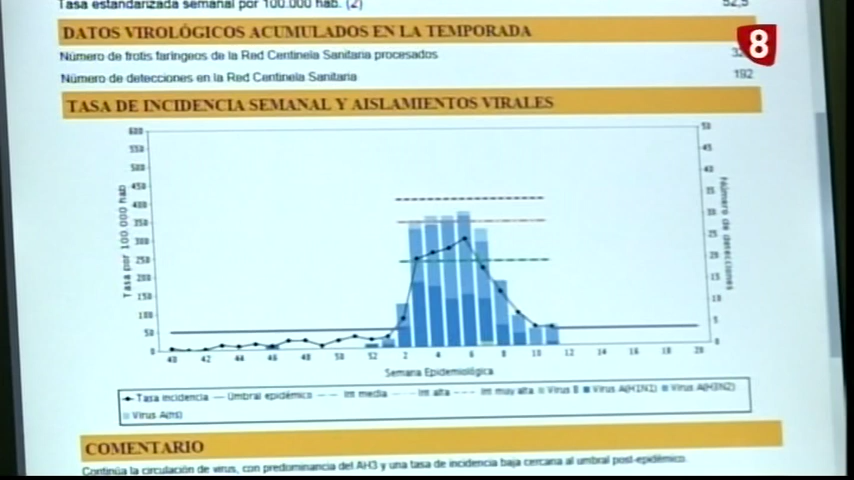 Tasa estandarizada semanal por 100.000 hab. (2) 52,5
8
DATOS VIROLÓGICOS ACUMULADOS EN LA TEMPORADA
Número de frotis faríngeos de la Red Centinela Sanitaria procesados
Número de detecciones en la Red Centinela Sanitaria 192
TASA DE INCIDENCIA SEMANAL Y AISLAMIENTOS VIRALES
600 50
550 45
500 40
450 35
400 30
350 25
300 20
250 15
200 10
150 5
100 0
50
0
Tasa por 100.000 hab
Número de detecciones
40 42 44 46 48 50 52 2 4 6 8 10 12 14 16 18 20
Semana Epidemiológica
Tasa incidencia Umbral epidémico Int media Int alta Int muy alta Virus B Virus A(H1N1) Virus A(H3N2)
Virus A(ns)
COMENTARIO
Continúa la circulación de virus, con predominancia del AH3 y una tasa de incidencia baja cercana al umbral post-epidémico.